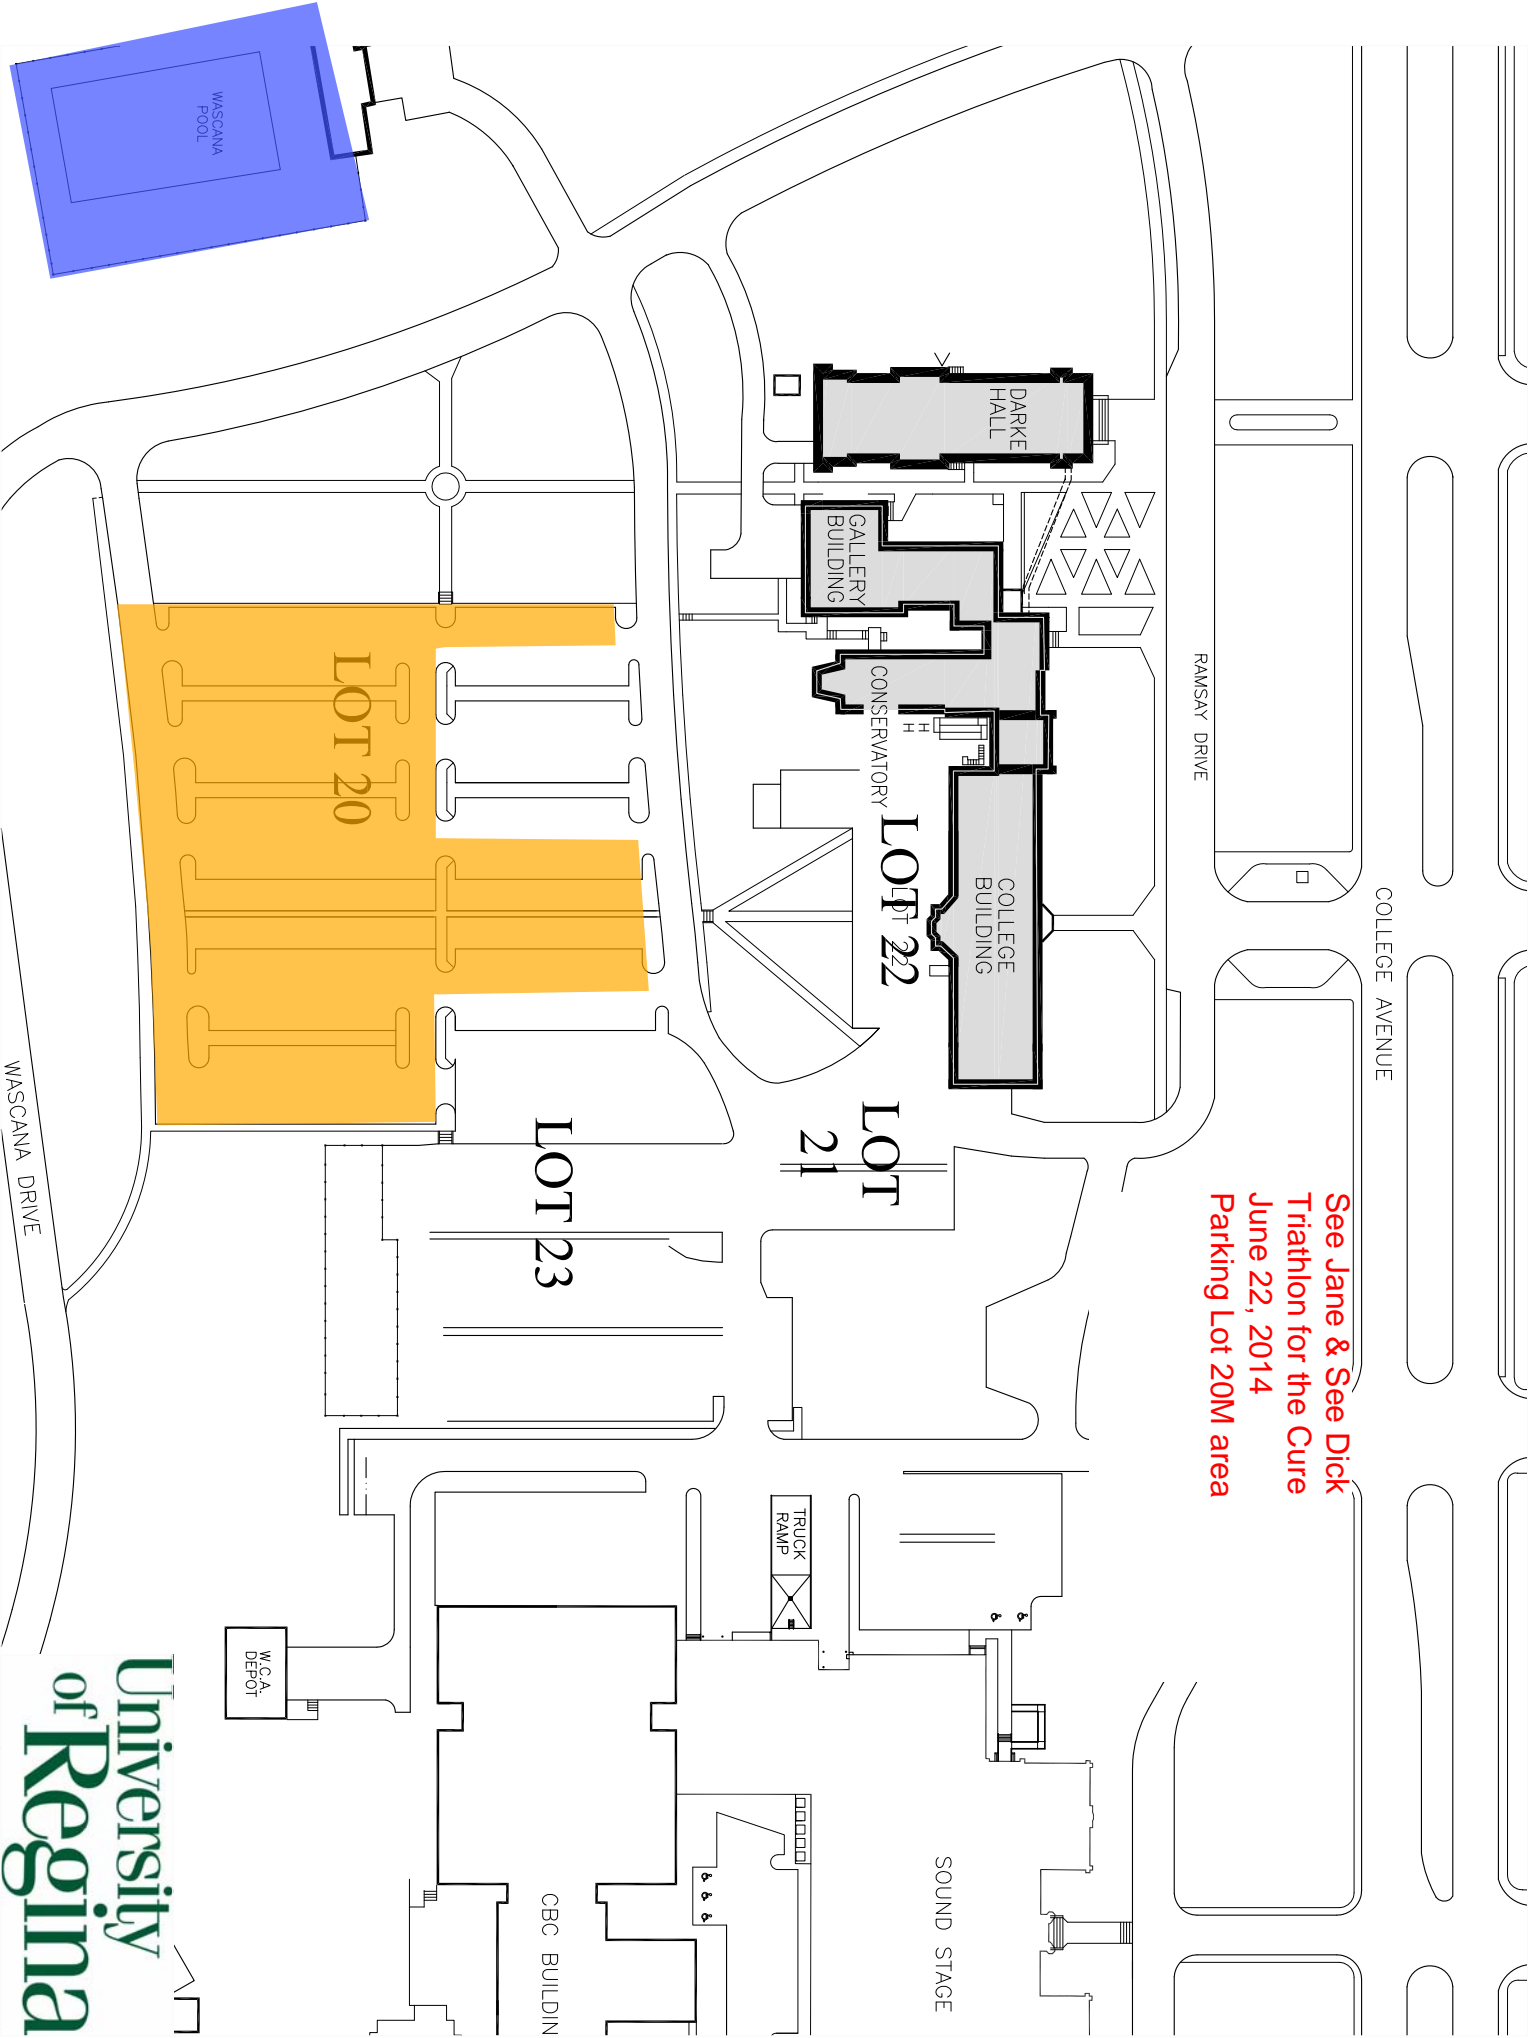 See Jane & See Dick
Triathlon for the Cure
June 22, 2014
Parking Lot 20M area
COLLEGE AVENUE
RAMSAY DRIVE
DARKE
HALL
GALLERY
BUILDING
CONSERVATORY
H
H
COLLEGE
BUILDING
LOT 22
LOT 22
LOT
21
LOT 23
LOT 20
WASCANA
POOL
WASCANA DRIVE
TRUCK
RAMP
SOUND STAGE
CBC BUILDIN
W.C.A.
DEPOT
University
of Regina